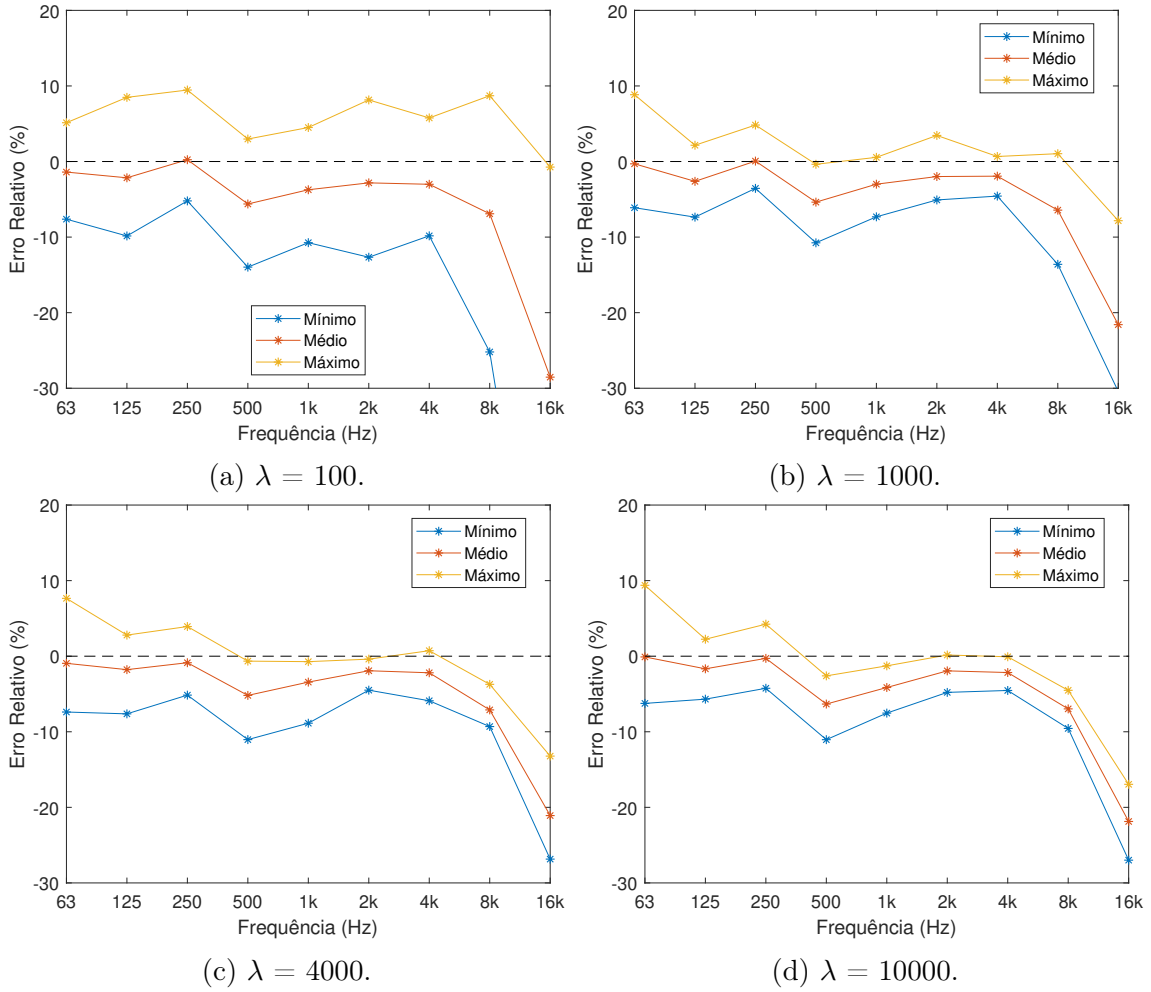 20
10
0
-10
-20
-30
Erro Relativo (%)
Mínimo
Médio
Máximo
63 125 250 500 1k 2k 4k 8k 16k
Frequência (Hz)
(a) λ = 100.
20
10
0
-10
-20
-30
Erro Relativo (%)
Mínimo
Médio
Máximo
63 125 250 500 1k 2k 4k 8k 16k
Frequência (Hz)
(b) λ = 1000.
20
10
0
-10
-20
-30
Erro Relativo (%)
Mínimo
Médio
Máximo
63 125 250 500 1k 2k 4k 8k 16k
Frequência (Hz)
(c) λ = 4000.
20
10
0
-10
-20
-30
Erro Relativo (%)
Mínimo
Médio
Máximo
63 125 250 500 1k 2k 4k 8k 16k
Frequência (Hz)
(d) λ = 10000.